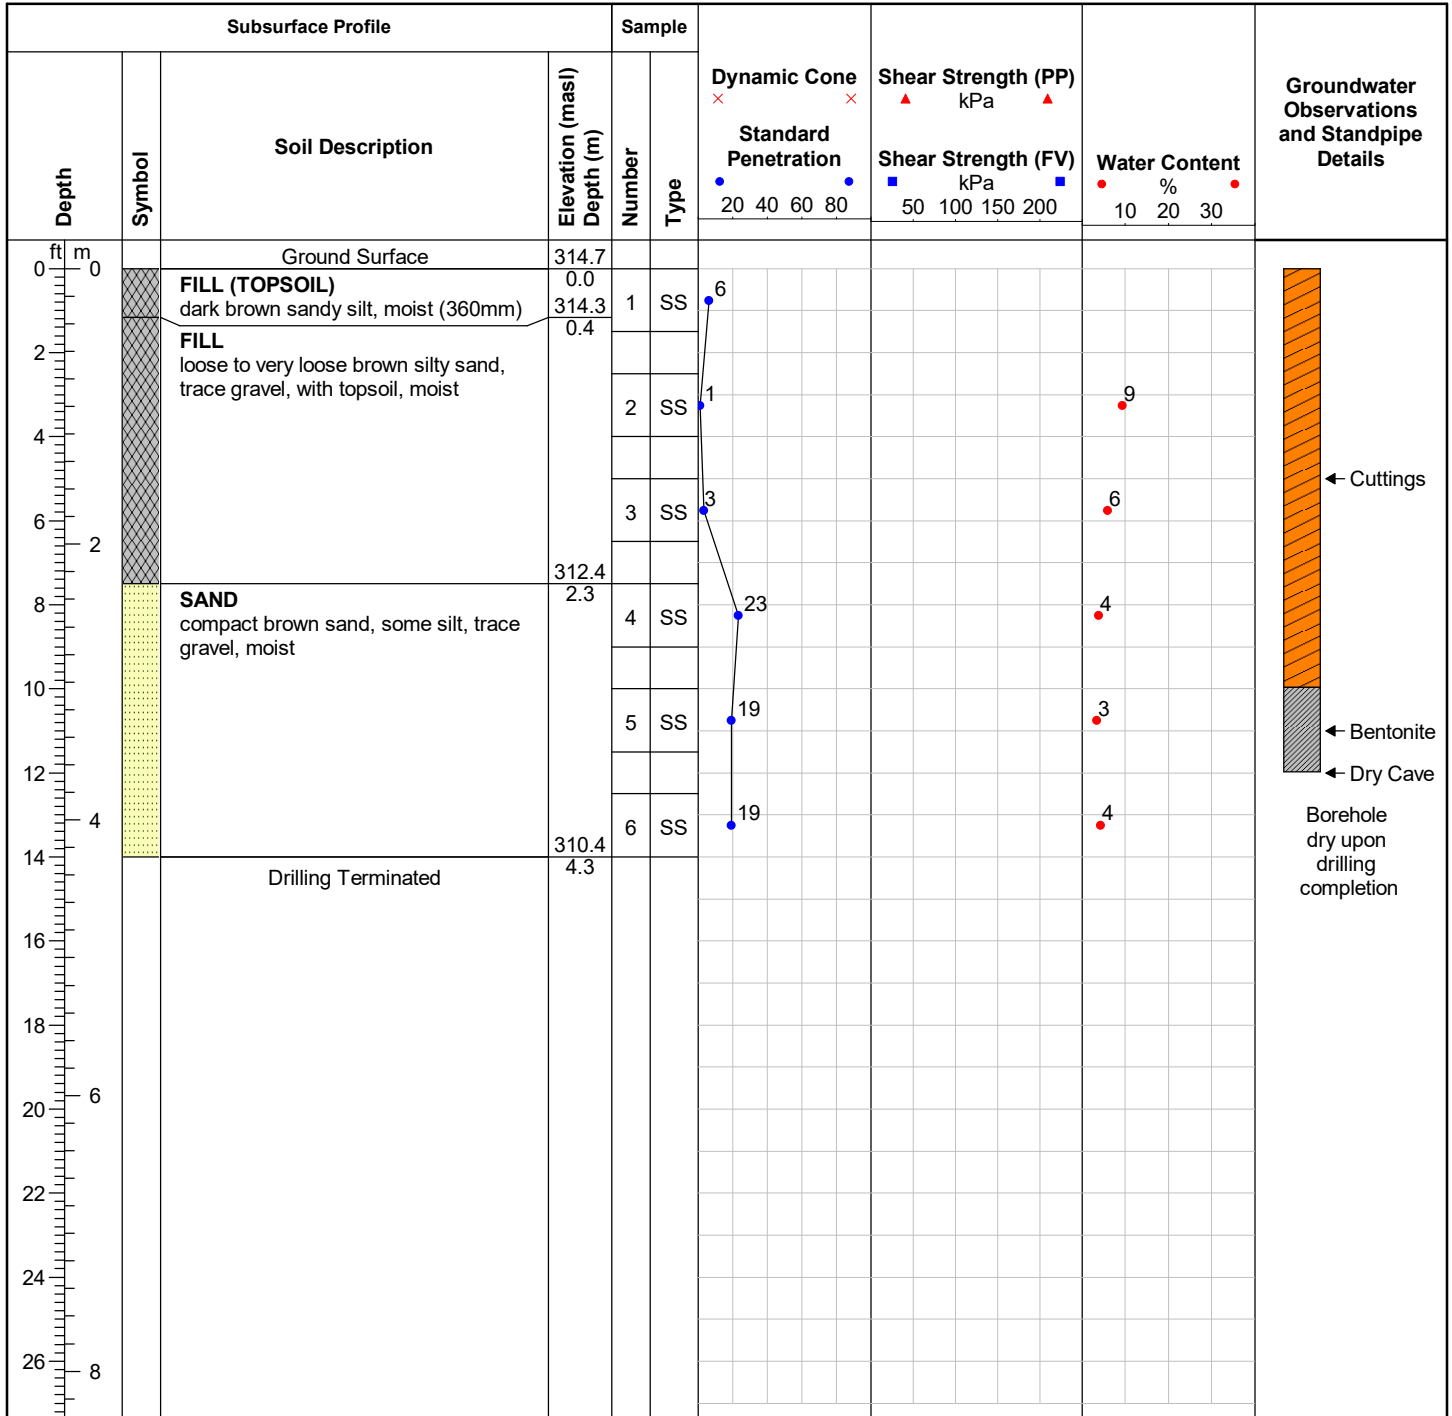 Subsurface Profile
Sample
Depth
Symbol
Soil Description
Elevation (masl)
Depth (m)
Number
Type
Dynamic Cone
Standard
Penetration
20 40 60 80
Shear Strength (PP)
kPa
Shear Strength (FV)
kPa
50 100 150 200
Water Content
%
10 20 30
Groundwater
Observations
and Standpipe
Details
ft m
Ground Surface 314.7
0 0
0.0
FILL (TOPSOIL)
dark brown sandy silt, moist (360mm) 314.3
0.4
1 SS 6
FILL
loose to very loose brown silty sand,
trace gravel, with topsoil, moist
2
2 SS 1 9
4
Cuttings
3 SS 3 6
6
2
312.4
2.3
SAND
compact brown sand, some silt, trace
gravel, moist
8
4 SS 23 4
10
5 SS 19 3
Bentonite
12
Dry Cave
4
6 SS 19 4
Borehole
dry upon
drilling
completion
310.4
14
4.3
Drilling Terminated
16
18
6
20
22
24
26
8